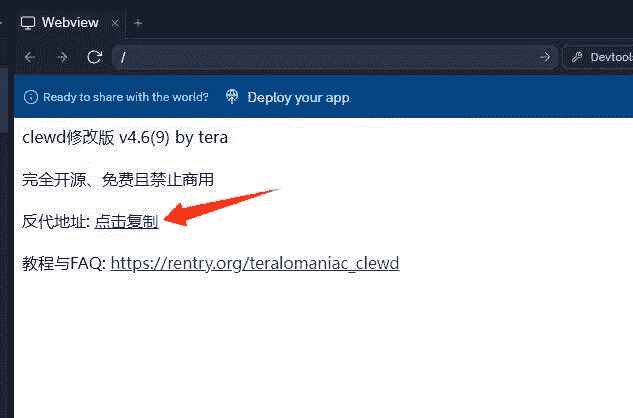 Webview
/
Devtools
Ready to share with the world?
Deploy your app
clewd修改版 v4.6(9) by tera
完全开源、免费且禁止商用
反代地址: 点击复制
教程与FAQ: https://rentry.org/teralomaniac_clewd